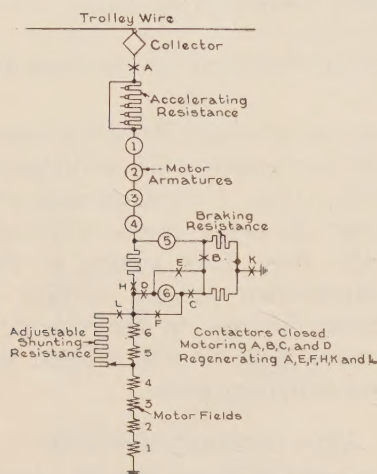 Trolley Wire
Collector
A
Accelerating
Resistance
1
2
Motor
Armatures
3
4
Braking
Resistance
5
B
K
E
H
D
6
C
L
F
Adjustable
Shunting
Resistance
6
5
4
3
2
1
Contactors Closed
Motoring A,B,C, and D
Regenerating A,E,F,H,K and L
Motor Fields